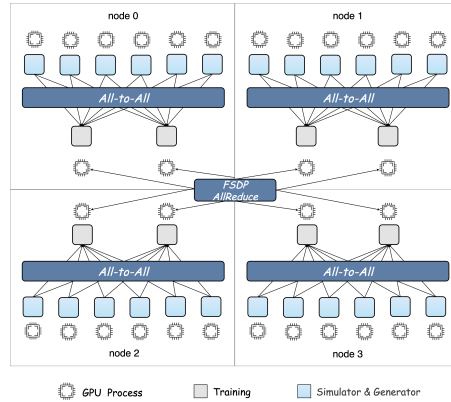 node 0
node 1
All-to-All
All-to-All
FSDP
AllReduce
All-to-All
All-to-All
node 2
node 3
GPU Process
Training
Simulator & Generator